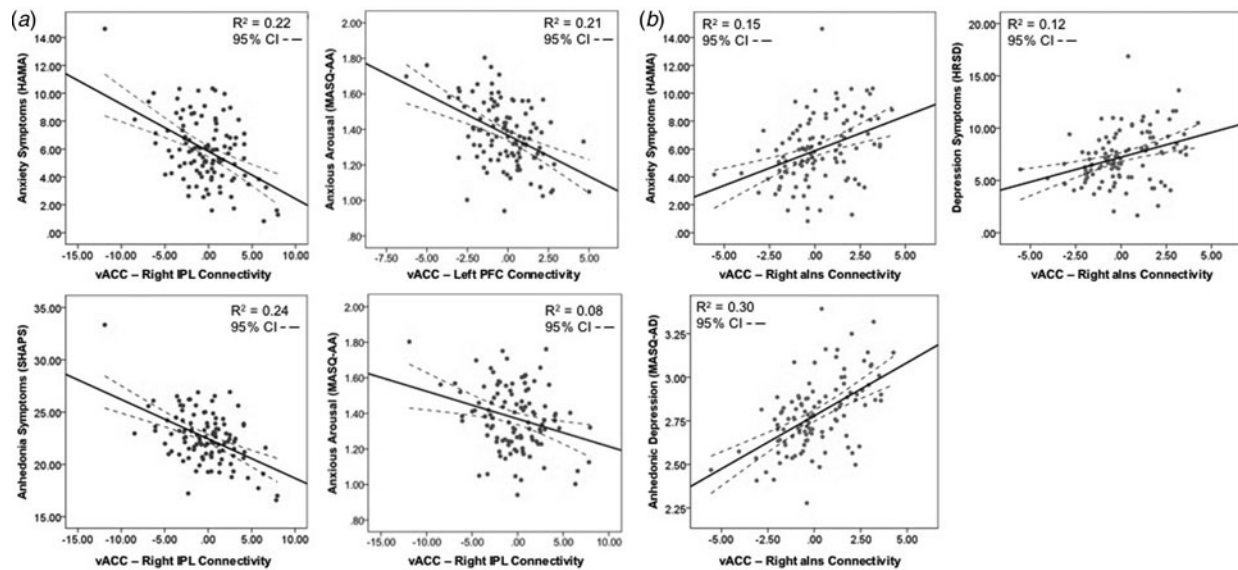 (a)
R² = 0.22
95% CI
Anxiety Symptoms (HAMA)
14.00
12.00
10.00
8.00
6.00
4.00
2.00
.00
-15.00 -10.00 -5.00 .00 5.00 10.00
vACC – Right IPL Connectivity
R² = 0.21
95% CI
Anxious Arousal (MASQ-AA)
2.00
1.80
1.60
1.40
1.20
1.00
.80
-7.50 -5.00 -2.50 .00 2.50 5.00
vACC – Left PFC Connectivity
(b)
R² = 0.15
95% CI
Anxiety Symptoms (HAMA)
14.00
12.00
10.00
8.00
6.00
4.00
2.00
.00
-5.00 -2.50 .00 2.50 5.00
vACC – Right aIns Connectivity
R² = 0.12
95% CI
Depression Symptoms (HRSD)
20.00
15.00
10.00
5.00
.00
-5.00 -2.50 .00 2.50 5.00
vACC – Right aIns Connectivity
R² = 0.24
95% CI
Anhedonia Symptoms (SHAPS)
35.00
30.00
25.00
20.00
15.00
-15.00 -10.00 -5.00 .00 5.00 10.00
vACC – Right IPL Connectivity
R² = 0.08
95% CI
Anxious Arousal (MASQ-AA)
2.00
1.80
1.60
1.40
1.20
1.00
.80
-15.00 -10.00 -5.00 .00 5.00 10.00
vACC – Right IPL Connectivity
R² = 0.30
95% CI
Anhedonic Depression (MASQ-AD)
3.25
3.00
2.75
2.50
2.25
-5.00 -2.50 .00 2.50 5.00
vACC – Right aIns Connectivity